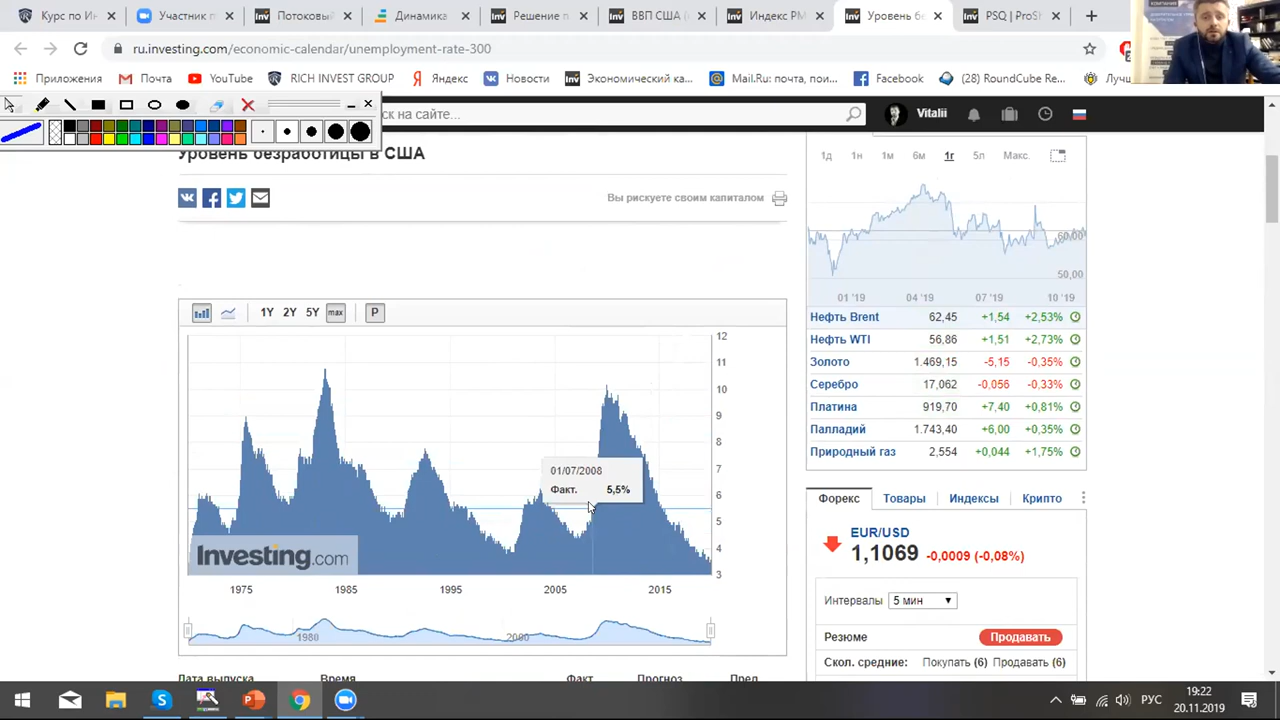 Курс по Ин
Участник п
Потоковый
Динамика
Решение
ВВП США (
Индекс PM
Уровень бе
PSQ | ProSh
ru.investing.com/economic-calendar/unemployment-rate-300
Приложения
Почта
YouTube
RICH INVEST GROUP
Яндекс
Новости
Экономический ка...
Mail.Ru: почта, пои...
Facebook
(28) RoundCube Re...
Лучш
ск на сайте...
Vitalii
Уровень безработицы в США
Вы рискуете своим капиталом
1Y 2Y 5Y max P
12
11
10
9
8
7
6
5
4
3
01/07/2008
Факт. 5,5%
Investing.com
1975 1985 1995 2005 2015
1980 2000
Дата выпуска Время Факт Прогноз Пред.
1д 1н 1м 6м 1г 5л Макс.
60,00
50,00
01 '19 04 '19 07 '19 10 '19
Нефть Brent 62,45 +1,54 +2,53%
Нефть WTI 56,86 +1,51 +2,73%
Золото 1.469,15 -5,15 -0,35%
Серебро 17,062 -0,056 -0,33%
Платина 919,70 +7,40 +0,81%
Палладий 1.743,40 +6,00 +0,35%
Природный газ 2,554 +0,044 +1,75%
Форекс Товары Индексы Крипто
EUR/USD
1,1069 -0,0009 (-0,08%)
Интервалы 5 мин
Резюме Продавать
Скол. средние: Покупать (6) Продавать (6)
РУС
19:22
20.11.2019